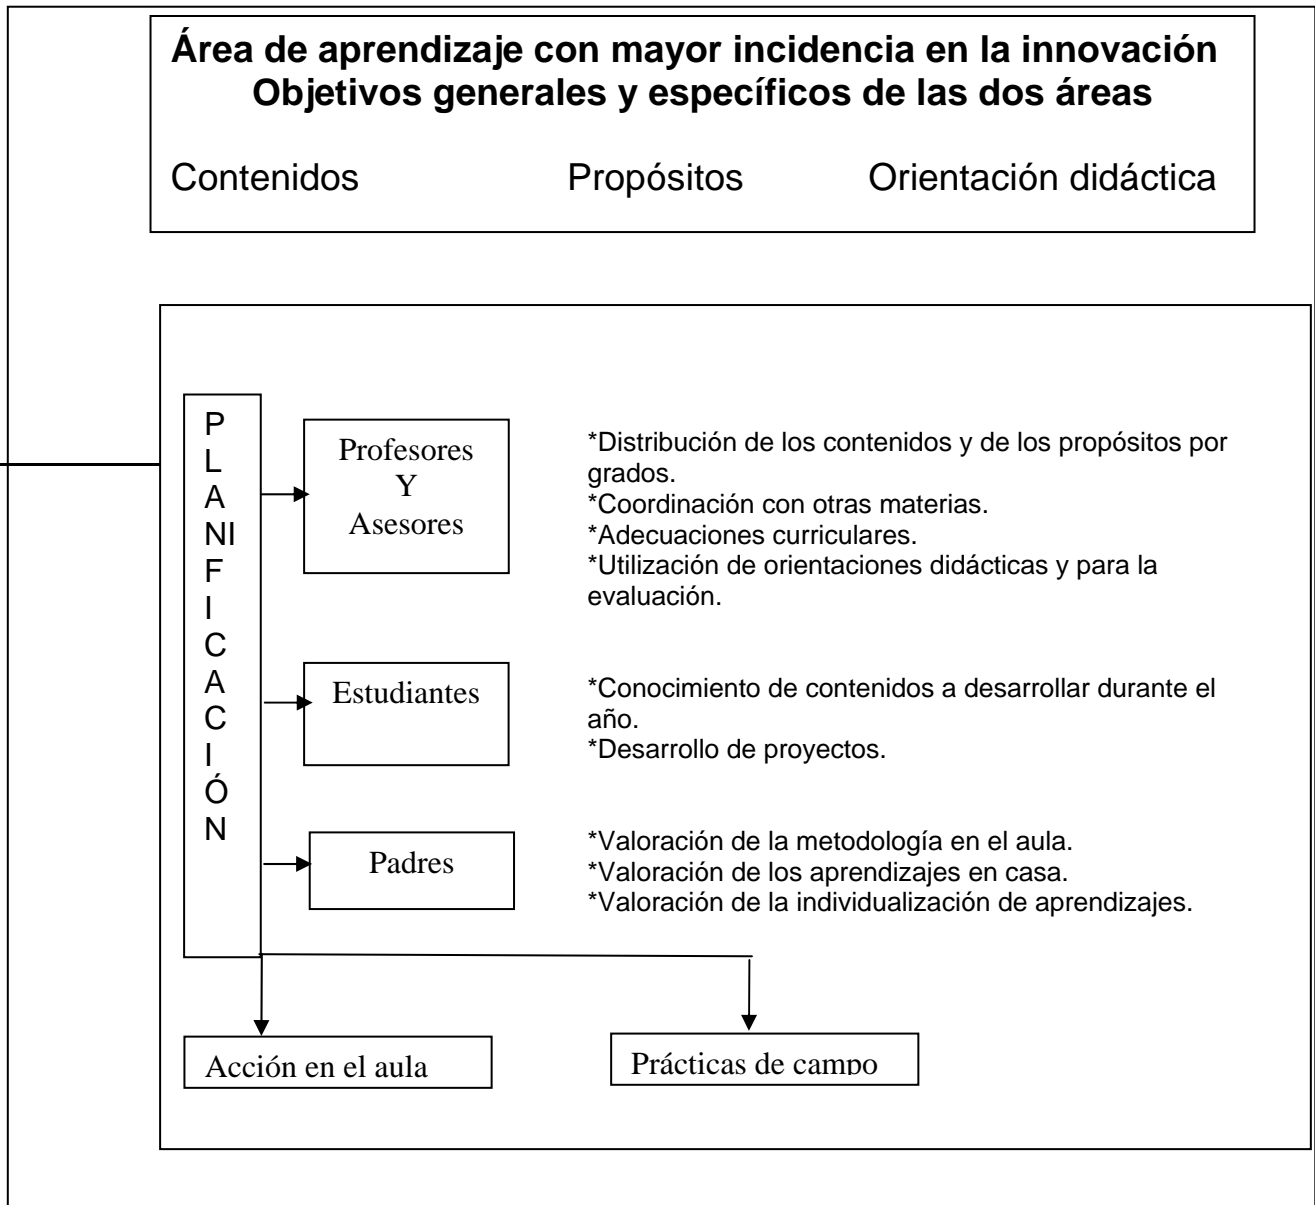 Área de aprendizaje con mayor incidencia en la innovación
Objetivos generales y específicos de las dos áreas
Contenidos Propósitos Orientación didáctica
P
L
A
NI
F
I
C
A
C
I
Ó
N
Profesores
Y
Asesores
*Distribución de los contenidos y de los propósitos por
grados.
*Coordinación con otras materias.
*Adecuaciones curriculares.
*Utilización de orientaciones didácticas y para la
evaluación.
Estudiantes
*Conocimiento de contenidos a desarrollar durante el
año.
*Desarrollo de proyectos.
Padres
*Valoración de la metodología en el aula.
*Valoración de los aprendizajes en casa.
*Valoración de la individualización de aprendizajes.
Acción en el aula
Prácticas de campo